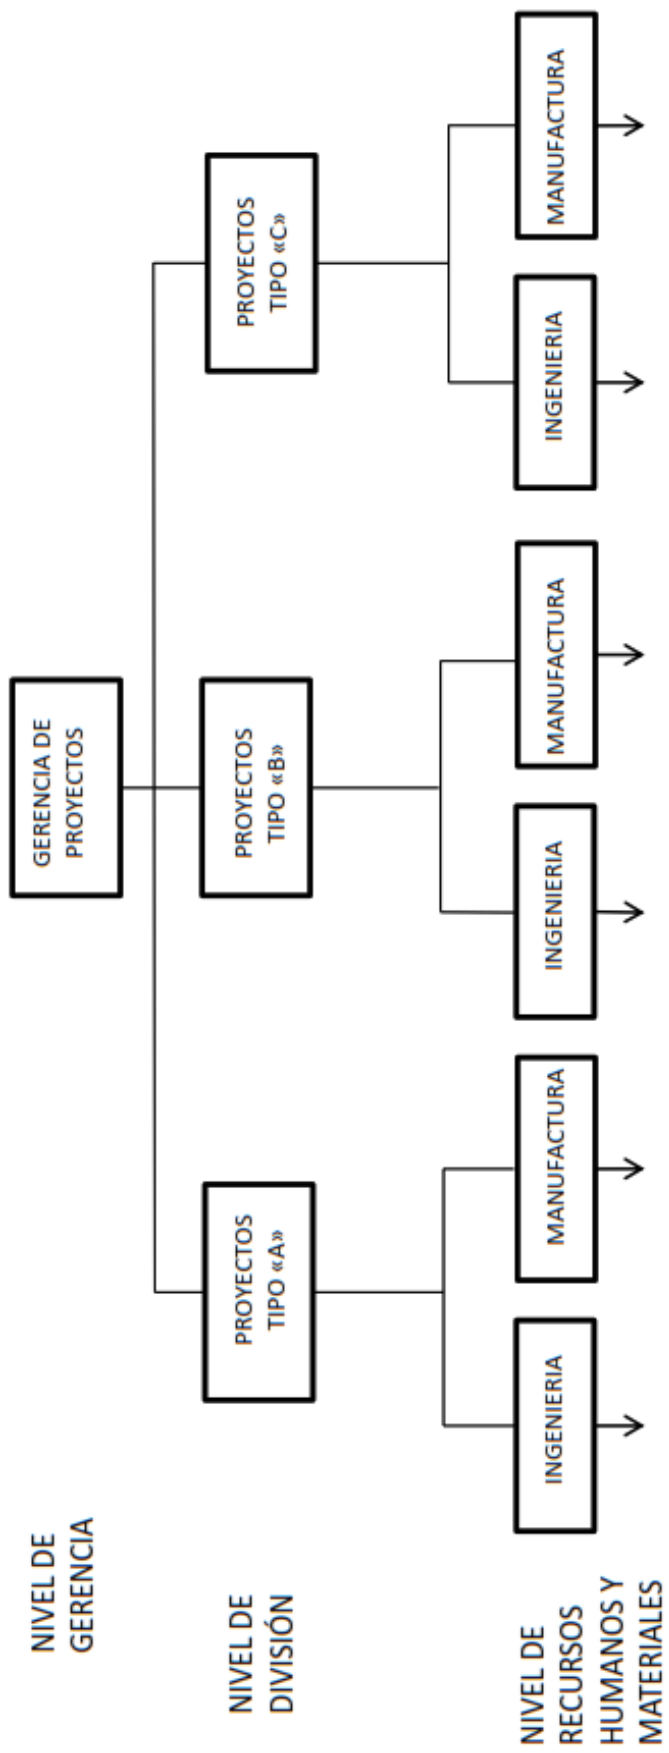 NIVEL DE
GERENCIA
GERENCIA DE
PROYECTOS
NIVEL DE
DIVISIÓN
PROYECTOS
TIPO «A»
PROYECTOS
TIPO «B»
PROYECTOS
TIPO «C»
NIVEL DE
RECURSOS
HUMANOS Y
MATERIALES
INGENIERIA
MANUFACTURA
INGENIERIA
MANUFACTURA
INGENIERIA
MANUFACTURA